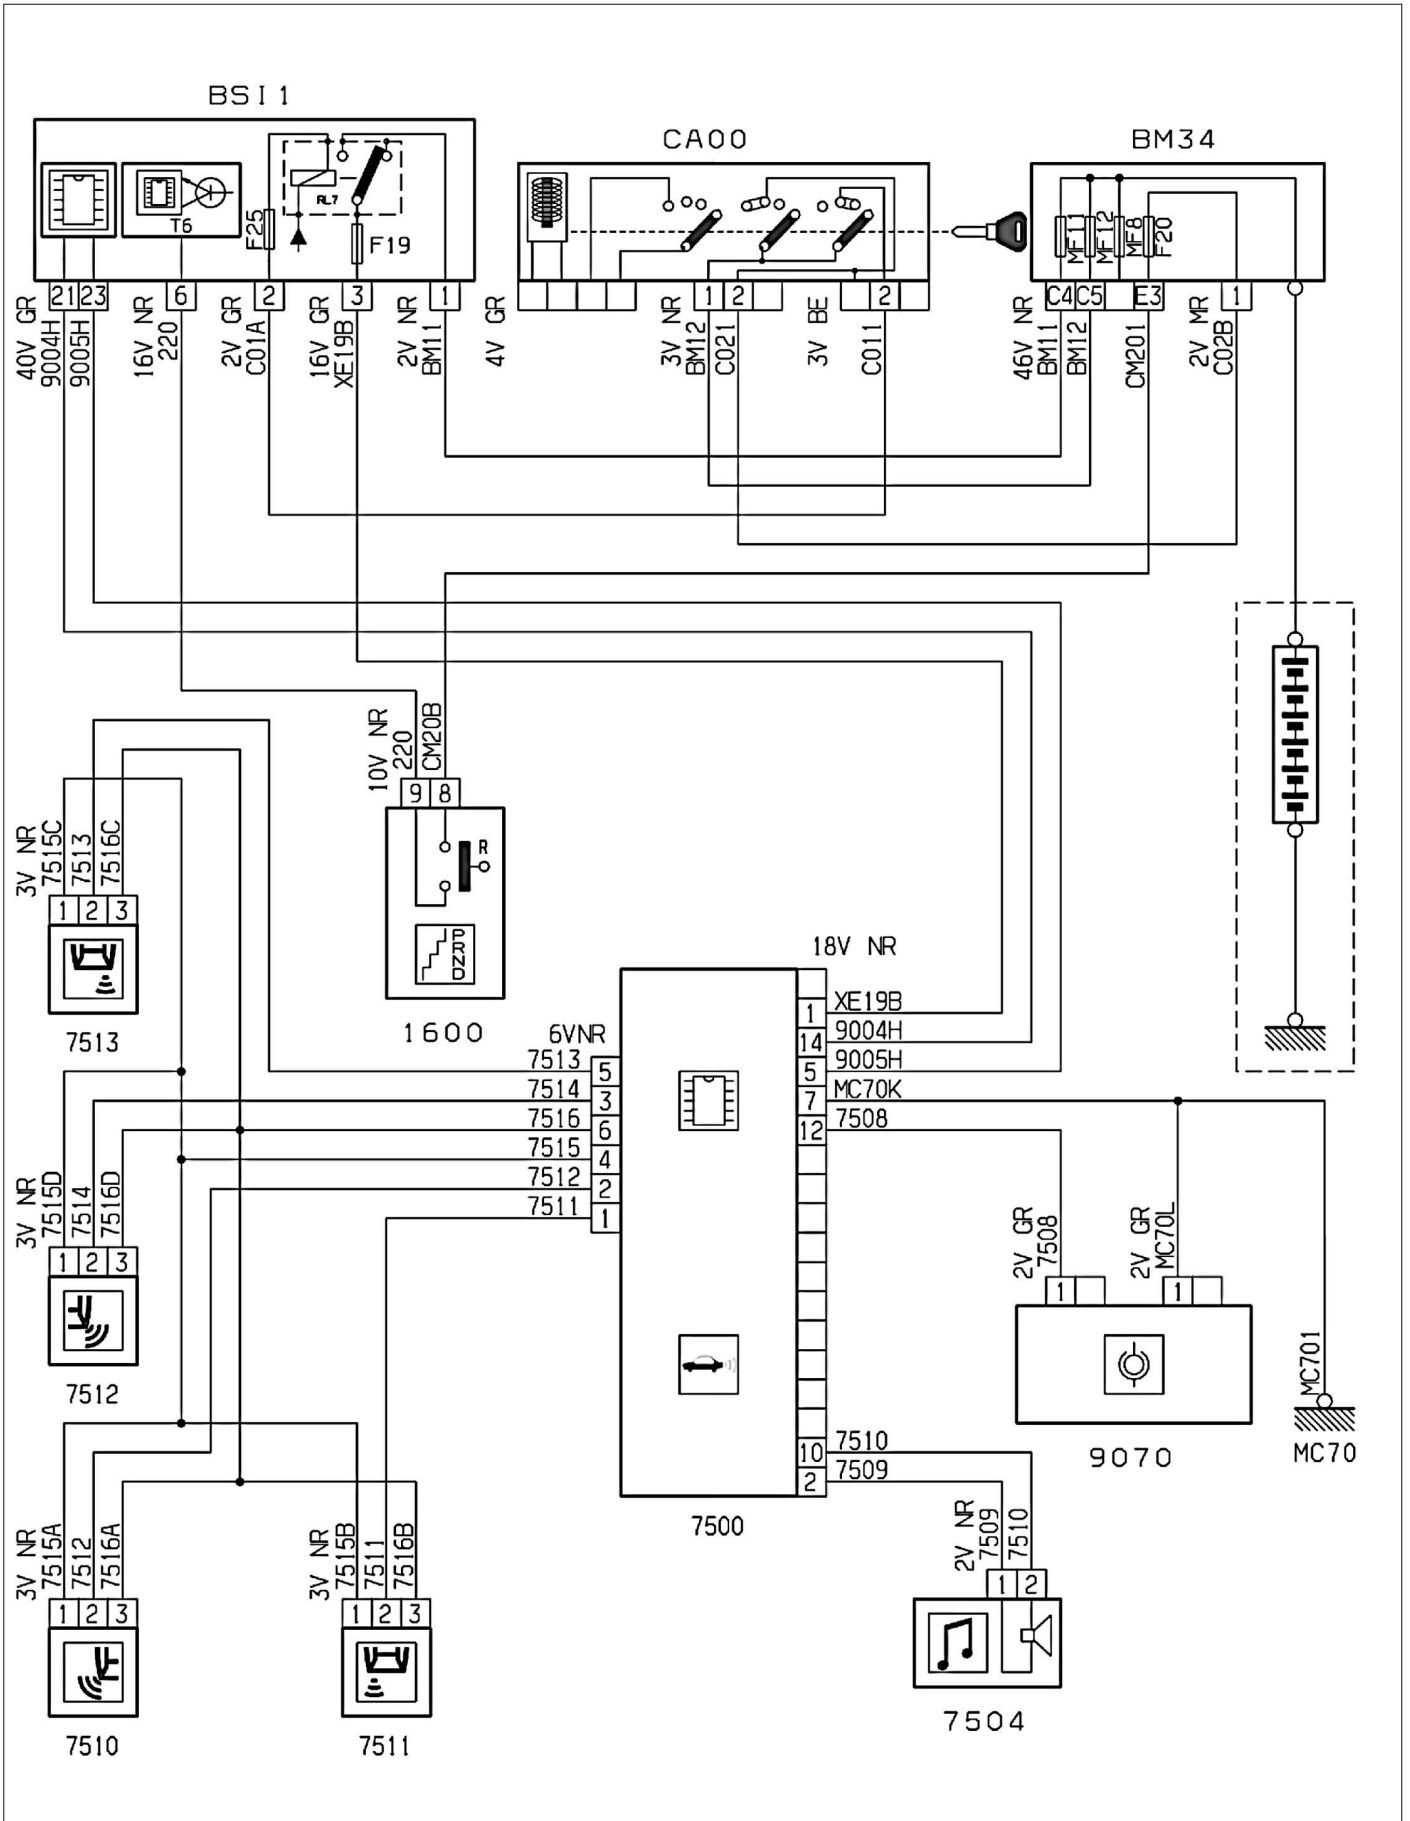 BSI1
CA00
BM34
T6
F25
RL7
F19
MF11
MF12
MF8
F20
21
23
6
2
3
1
1
2
2
C4
C5
E3
1
40V GR
9004H
9005H
16V NR
220
2V GR
C01A
16V GR
XE19B
2V NR
BM11
4V GR
3V NR
BM12
C021
3V BE
C011
46V NR
BM11
BM12
CM201
2V MR
C02B
10V NR
220
CM20B
9
8
R
P
R
N
D
1600
3V NR
7515C
7513
7516C
1
2
3
7513
18V NR
6VNR
7513
5
7514
3
7516
6
7515
4
7512
2
7511
1
1
XE19B
14
9004H
5
9005H
7
MC70K
12
7508
3V NR
7515D
7514
7516D
1
2
3
7512
2V GR
7508
2V GR
MC70L
1
1
9070
MC701
MC70
10
7510
2
7509
7500
3V NR
7515A
7512
7516A
1
2
3
7510
3V NR
7515B
7511
7516B
1
2
3
7511
2V NR
7509
7510
1
2
7504